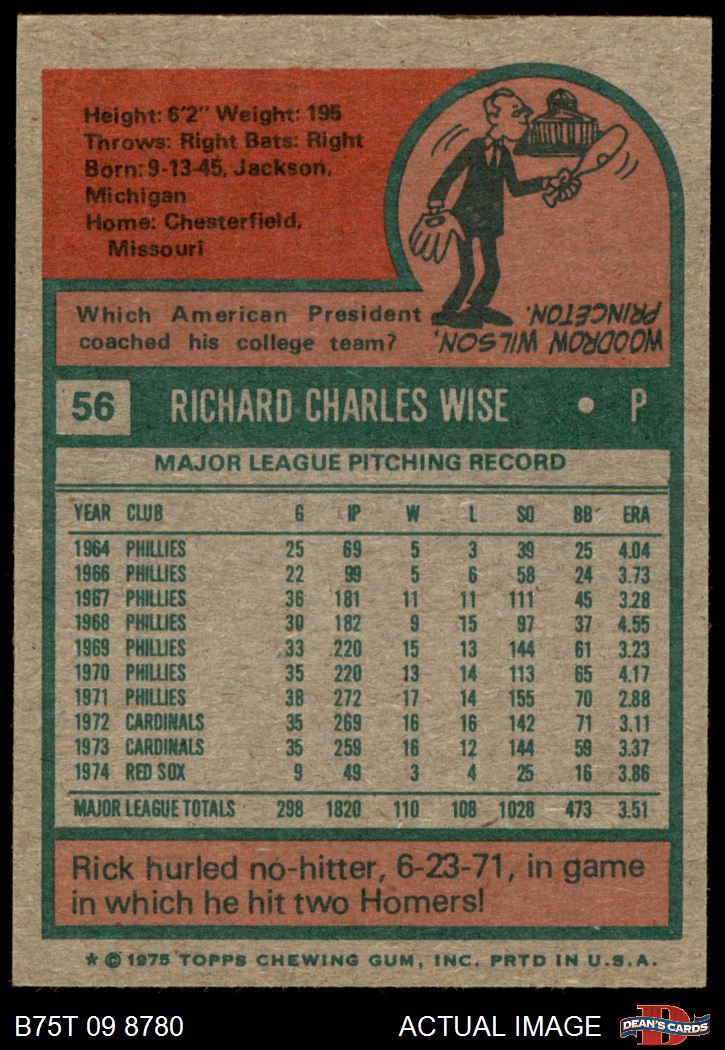 Height: 6'2" Weight: 195
Throws: Right Bats: Right
Born: 9-13-45, Jackson,
Michigan
Home: Chesterfield,
Missouri
Which American President
coached his college team?
WOODROW WILSON,
PRINCETON.
56 RICHARD CHARLES WISE • P
MAJOR LEAGUE PITCHING RECORD
YEAR CLUB G IP W L SO BB ERA
1964 PHILLIES 25 69 5 3 39 25 4.04
1966 PHILLIES 22 99 5 6 58 24 3.73
1967 PHILLIES 36 181 11 11 111 45 3.28
1968 PHILLIES 30 182 9 15 97 37 4.55
1969 PHILLIES 33 220 15 13 144 61 3.23
1970 PHILLIES 35 220 13 14 113 65 4.17
1971 PHILLIES 38 272 17 14 155 70 2.88
1972 CARDINALS 35 269 16 16 142 71 3.11
1973 CARDINALS 35 259 16 12 144 59 3.37
1974 RED SOX 9 49 3 4 25 16 3.86
MAJOR LEAGUE TOTALS 298 1820 110 108 1028 473 3.51
Rick hurled no-hitter, 6-23-71, in game
in which he hit two Homers!
* © 1975 TOPPS CHEWING GUM, INC. PRTD IN U.S.A.
B75T 09 8780 ACTUAL IMAGE D DEAN'S CARDS